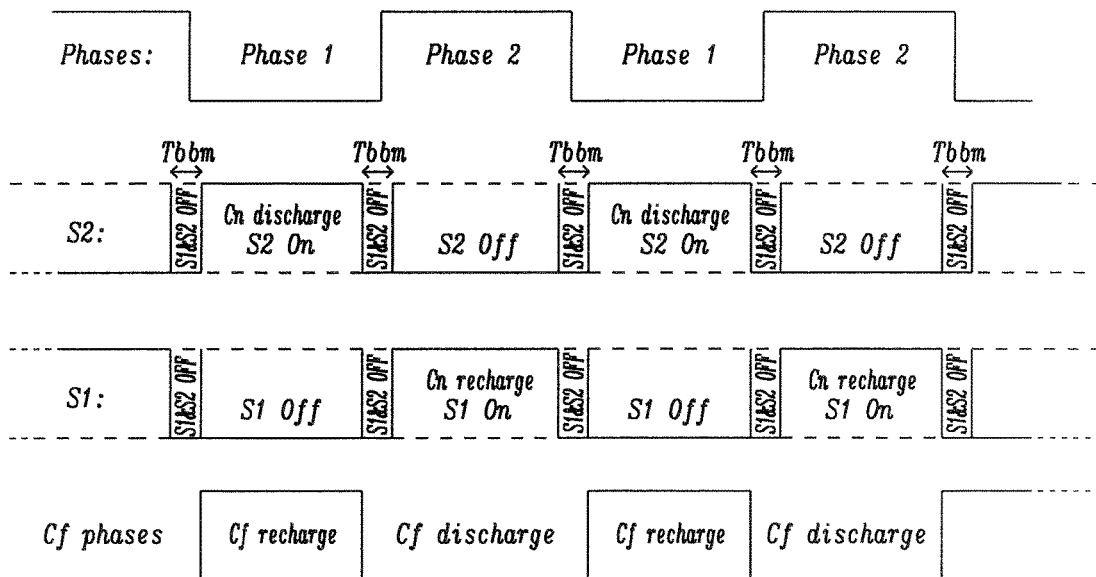 Phases:
Phase 1
Phase 2
Phase 1
Phase 2
Tbbm
Tbbm
Tbbm
Tbbm
Tbbm
S2:
S1&S2 OFF
Cn discharge
S2 On
S1&S2 OFF
S2 Off
S1&S2 OFF
Cn discharge
S2 On
S1&S2 OFF
S2 Off
S1&S2 OFF
S1:
S1&S2 OFF
S1 Off
S1&S2 OFF
Cn recharge
S1 On
S1&S2 OFF
S1 Off
S1&S2 OFF
Cn recharge
S1 On
S1&S2 OFF
Cf phases
Cf recharge
Cf discharge
Cf recharge
Cf discharge